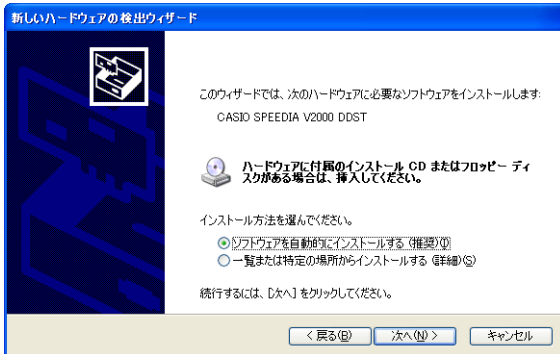 新しいハードウェアの検出ウィザード
このウィザードでは、次のハードウェアに必要なソフトウェアをインストールします:
CASIO SPEEDIA V2000 DDST
ハードウェアに付属のインストール CD またはフロッピー ディ
スクがある場合は、挿入してください。
インストール方法を選んでください。
ソフトウェアを自動的にインストールする (推奨)(I)
一覧または特定の場所からインストールする (詳細)(S)
続行するには、[次へ] をクリックしてください。
< 戻る(B)
次へ(N) >
キャンセル